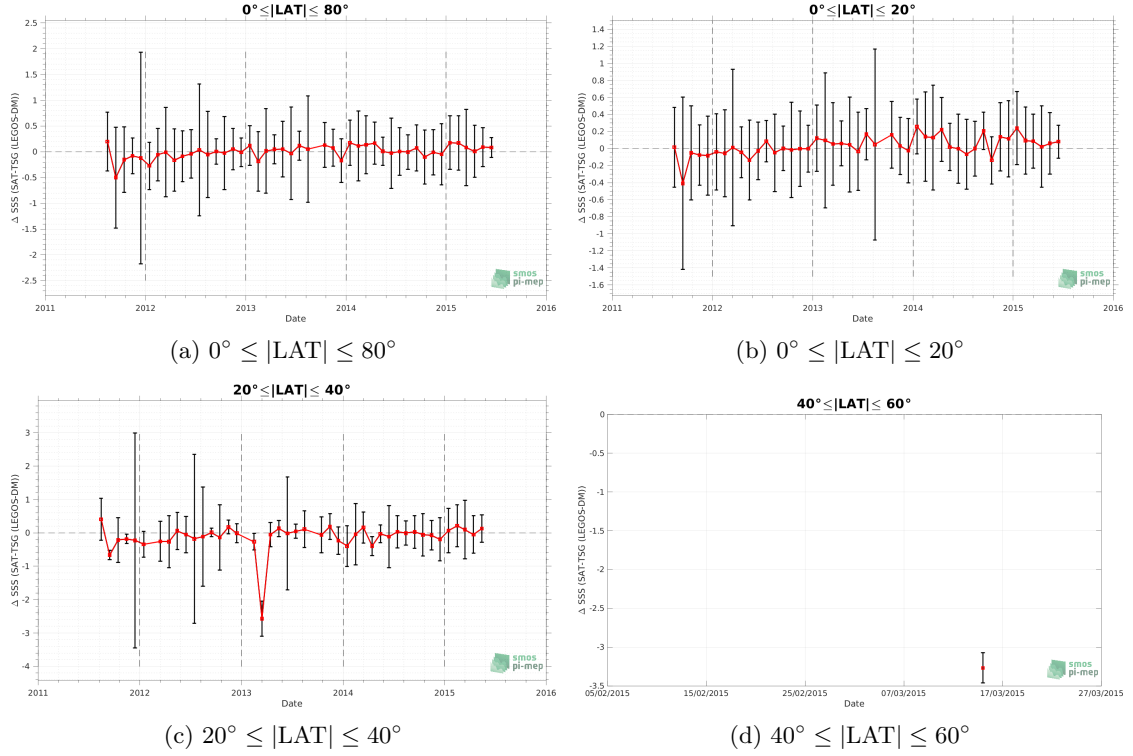 0°≤|LAT|≤ 80°
2.5
2
1.5
1
0.5
0
-0.5
-1
-1.5
-2
-2.5
Δ SSS (SAT-TSG (LEGOS-DM))
2011 2012 2013 2014 2015 2016
Date
smos
pi-mep
(a) 0° ≤ |LAT| ≤ 80°
0°≤|LAT|≤ 20°
1.4
1.2
1
0.8
0.6
0.4
0.2
0
-0.2
-0.4
-0.6
-0.8
-1
-1.2
-1.4
-1.6
Δ SSS (SAT-TSG (LEGOS-DM))
2011 2012 2013 2014 2015 2016
Date
smos
pi-mep
(b) 0° ≤ |LAT| ≤ 20°
20°≤|LAT|≤ 40°
3
2
1
0
-1
-2
-3
-4
Δ SSS (SAT-TSG (LEGOS-DM))
2011 2012 2013 2014 2015 2016
Date
smos
pi-mep
(c) 20° ≤ |LAT| ≤ 40°
40°≤|LAT|≤ 60°
0
-0.5
-1
-1.5
-2
-2.5
-3
-3.5
Δ SSS (SAT-TSG (LEGOS-DM))
05/02/2015 15/02/2015 25/02/2015 07/03/2015 17/03/2015 27/03/2015
Date
smos
pi-mep
(d) 40° ≤ |LAT| ≤ 60°